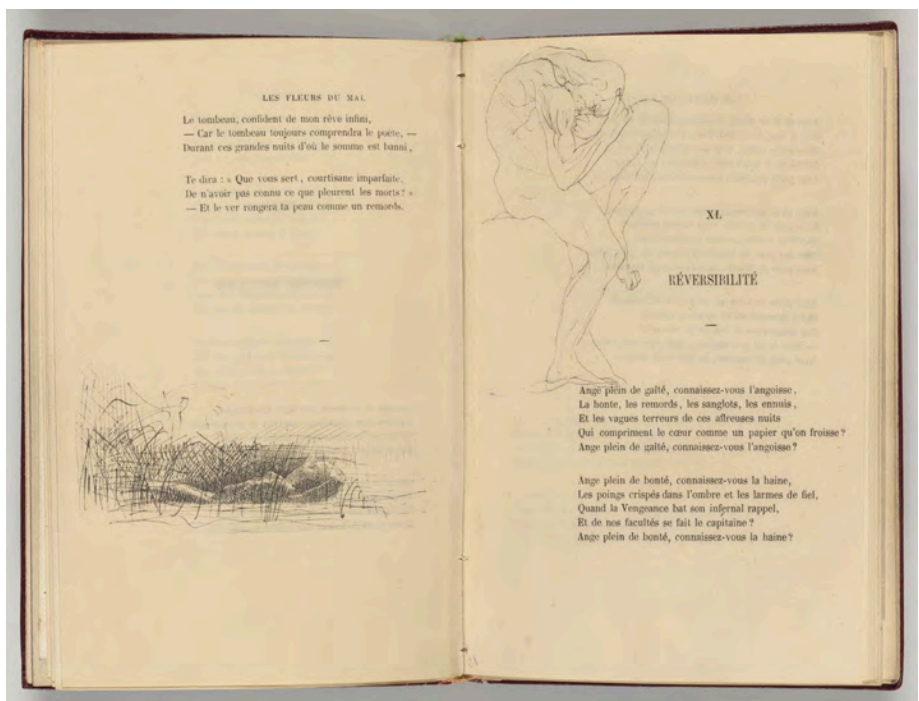 LES FLEURS DU MAL
Le tombeau, confident de mon rêve infini,
— Car le tombeau toujours comprendra le poëte, —
Durant ces grandes nuits d'où le somme est banni,
Te dira : « Que vous sert, courtisane imparfaite,
De n'avoir pas connu ce que pleurent les morts? »
— Et le ver rongera ta peau comme un remords.
XL
RÉVERSIBILITÉ
Ange plein de gaîté, connaissez-vous l'angoisse,
La honte, les remords, les sanglots, les ennuis,
Et les vagues terreurs de ces affreuses nuits
Qui compriment le cœur comme un papier qu'on froisse?
Ange plein de gaîté, connaissez-vous l'angoisse?
Ange plein de bonté, connaissez-vous la haine,
Les poings crispés dans l'ombre et les larmes de fiel,
Quand la Vengeance bat son infernal rappel,
Et de nos facultés se fait le capitaine?
Ange plein de bonté, connaissez-vous la haine?